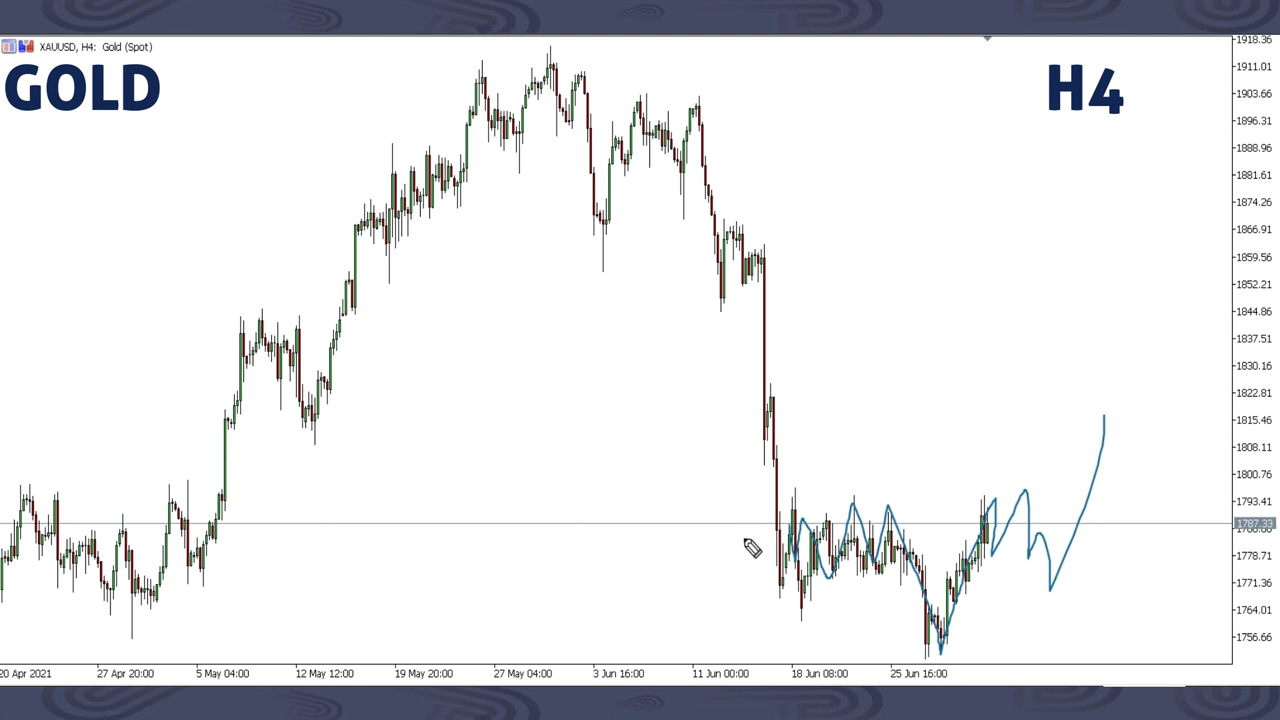 XAUUSD, H4: Gold (Spot)
GOLD
H4
1918.36
1911.01
1903.66
1896.31
1888.96
1881.61
1874.26
1866.91
1859.56
1852.21
1844.86
1837.51
1830.16
1822.81
1815.46
1808.11
1800.76
1793.41
1787.33
1778.71
1771.36
1764.01
1756.66
20 Apr 2021
27 Apr 20:00
5 May 04:00
12 May 12:00
19 May 20:00
27 May 04:00
3 Jun 16:00
11 Jun 00:00
18 Jun 08:00
25 Jun 16:00